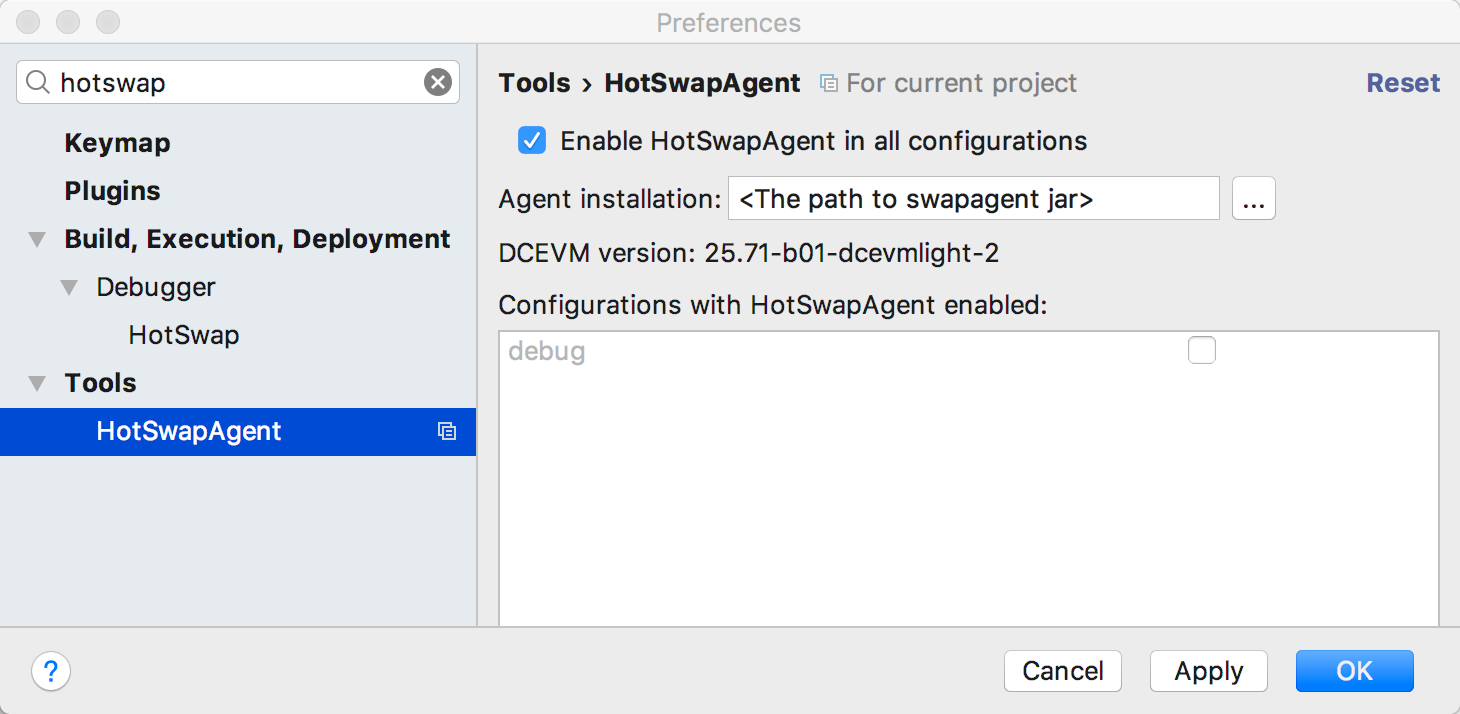 Preferences
hotswap
Keymap
Plugins
Build, Execution, Deployment
Debugger
HotSwap
Tools
HotSwapAgent
Tools › HotSwapAgent For current project Reset
Enable HotSwapAgent in all configurations
Agent installation: <The path to swapagent jar> ...
DCEVM version: 25.71-b01-dcevmlight-2
Configurations with HotSwapAgent enabled:
debug
? Cancel Apply OK